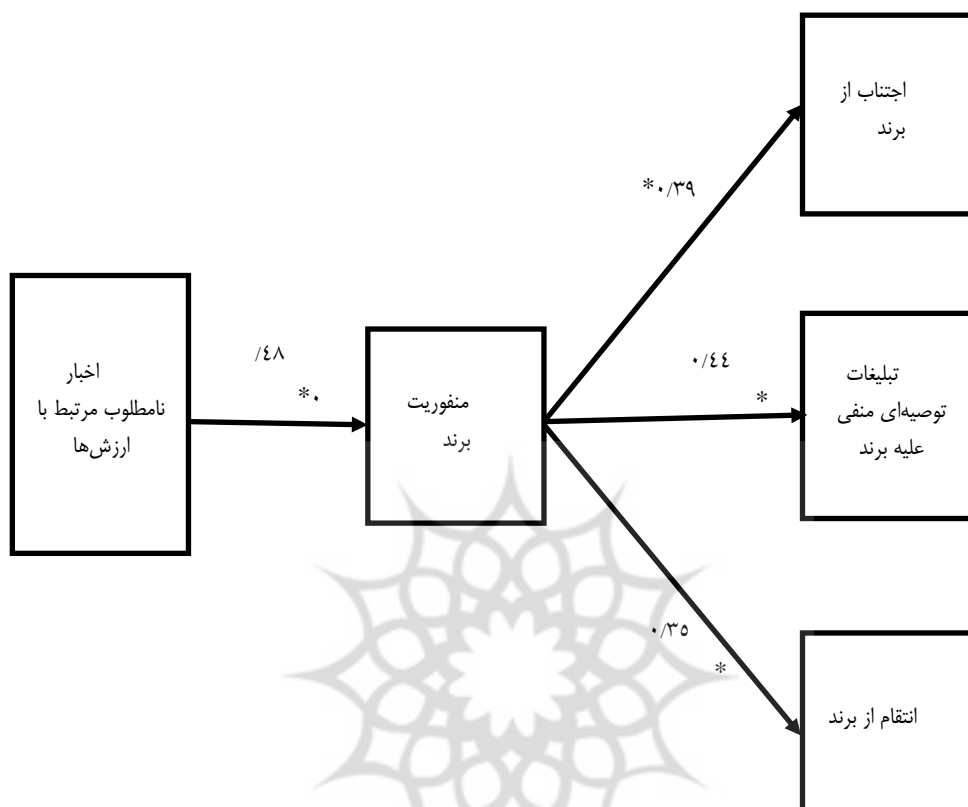 اجتناب از
برند
*۰/۳۹
اخبار
نامطلوب مرتبط با
ارزش‌ها
/٤٨
*۰
منفوریت
برند
۰/٤٤
*
تبلیغات
توصیه‌ای منفی
علیه برند
۰/۳٥
*
انتقام از برند